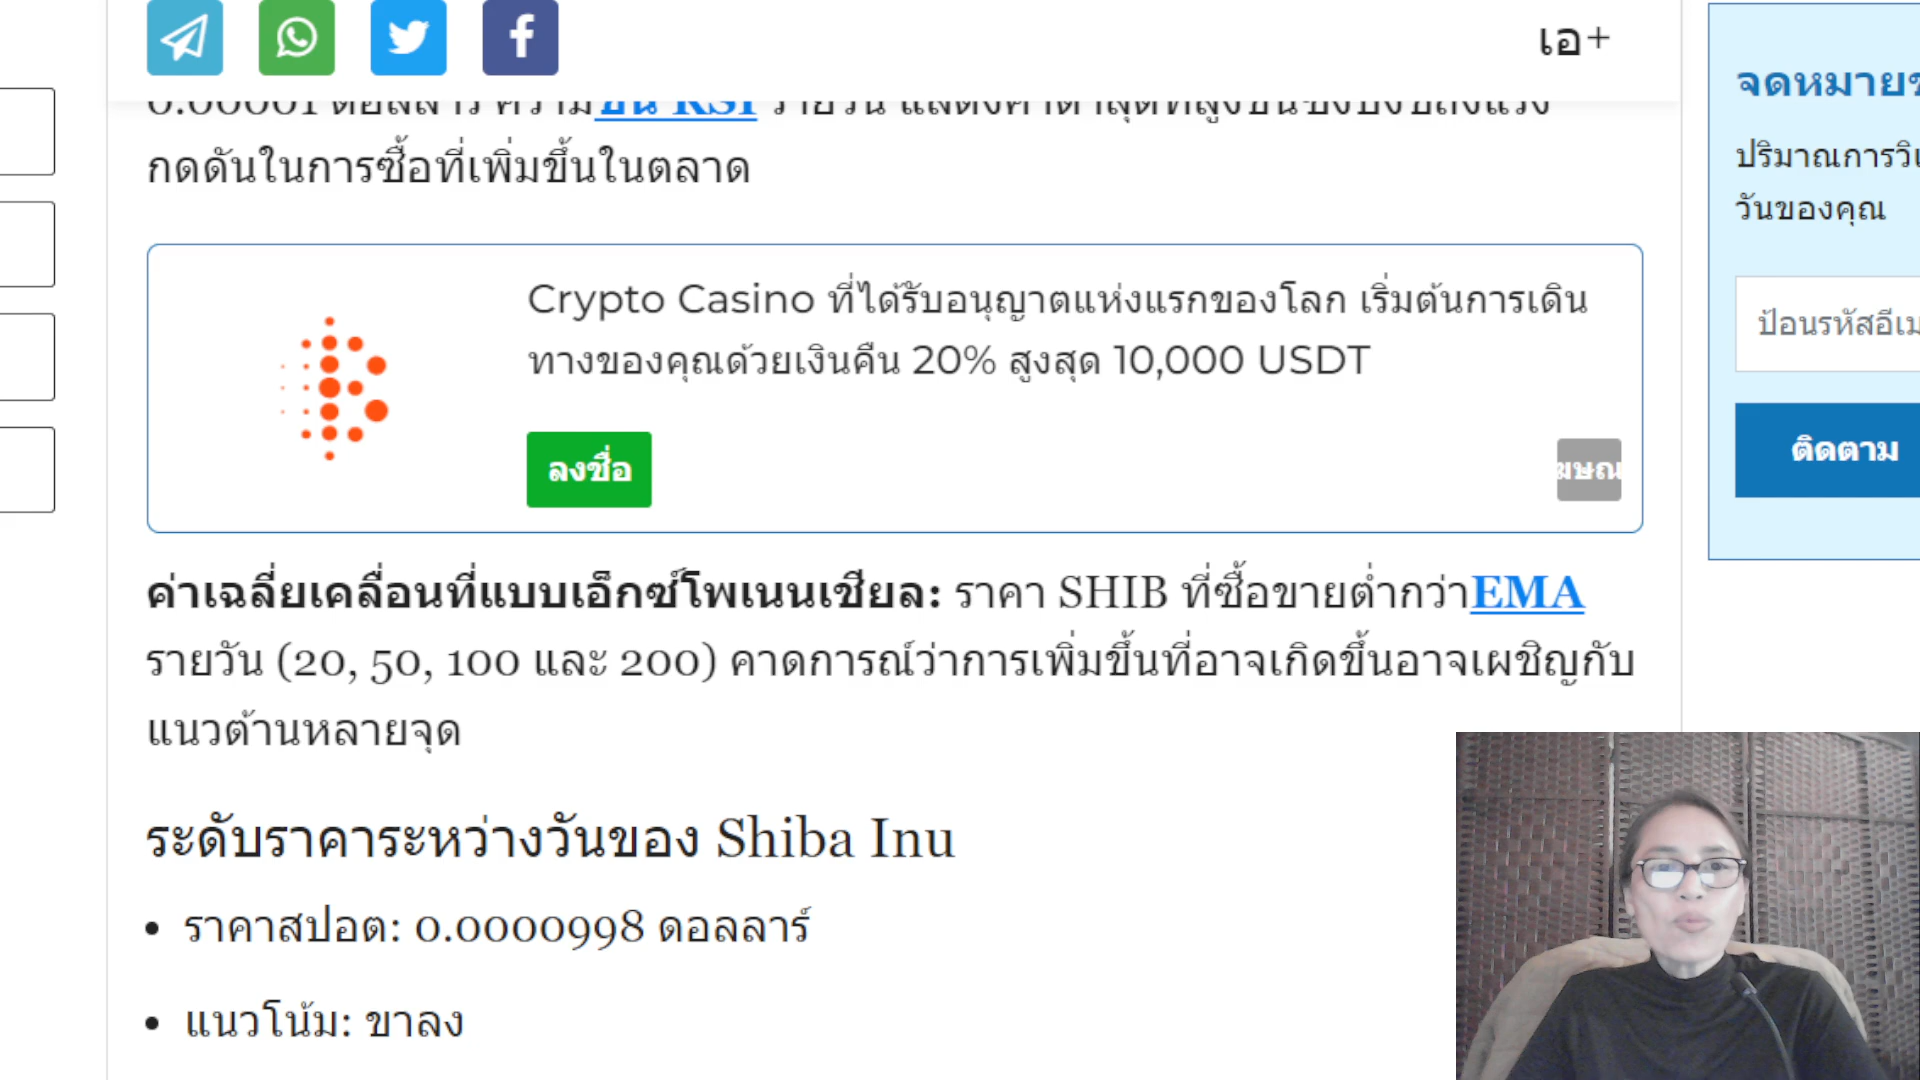 เอ+
กดดันในการซื้อที่เพิ่มขึ้นในตลาด
Crypto Casino ที่ได้รับอนุญาตแห่งแรกของโลก เริ่มต้นการเดิน
ทางของคุณด้วยเงินคืน 20% สูงสุด 10,000 USDT
ลงชื่อ
ค่าเฉลี่ยเคลื่อนที่แบบเอ็กซ์โพเนนเชียล: ราคา SHIB ที่ซื้อขายต่ำกว่าEMA
รายวัน (20, 50, 100 และ 200) คาดการณ์ว่าการเพิ่มขึ้นที่อาจเกิดขึ้นอาจเผชิญกับ
แนวต้านหลายจุด
ระดับราคาระหว่างวันของ Shiba Inu
• ราคาสปอต: 0.0000998 ดอลลาร์
• แนวโน้ม: ขาลง
จดหมาย
ปริมาณการ
วันของคุณ
ป้อนรหัส
ติดตาม